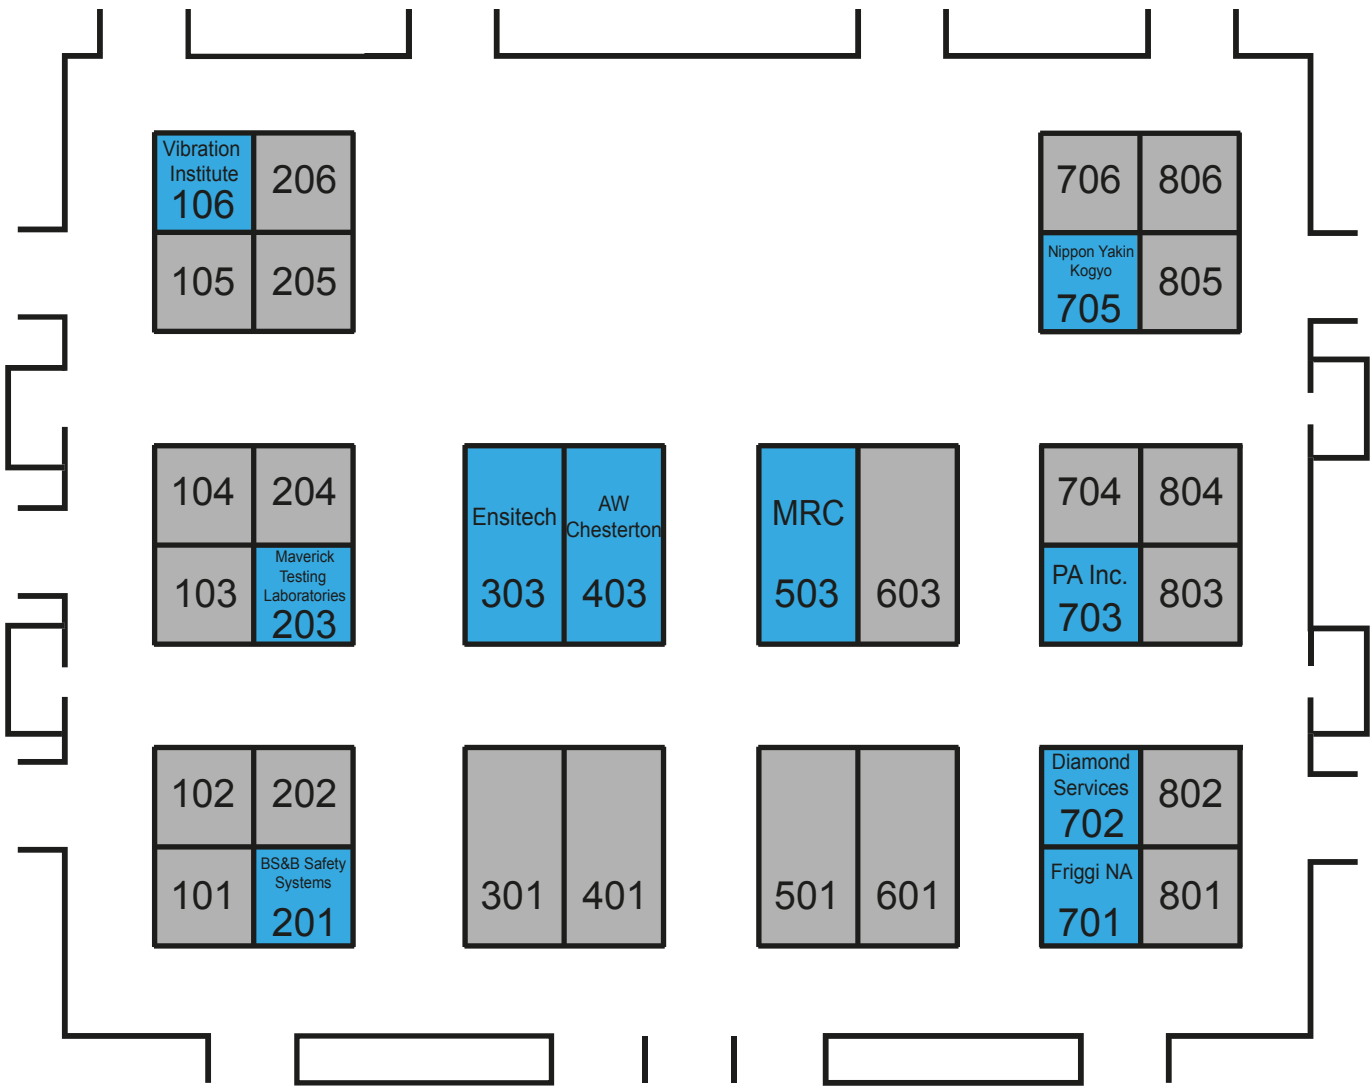 Vibration
Institute
106
206
105
205
706
806
Nippon Yakin
Kogyo
705
805
104
204
103
Maverick
Testing
Laboratories
203
Ensitech
303
AW
Chesterton
403
MRC
503
603
704
804
PA Inc.
703
803
102
202
101
BS&B Safety
Systems
201
301
401
501
601
Diamond
Services
702
802
Friggi NA
701
801